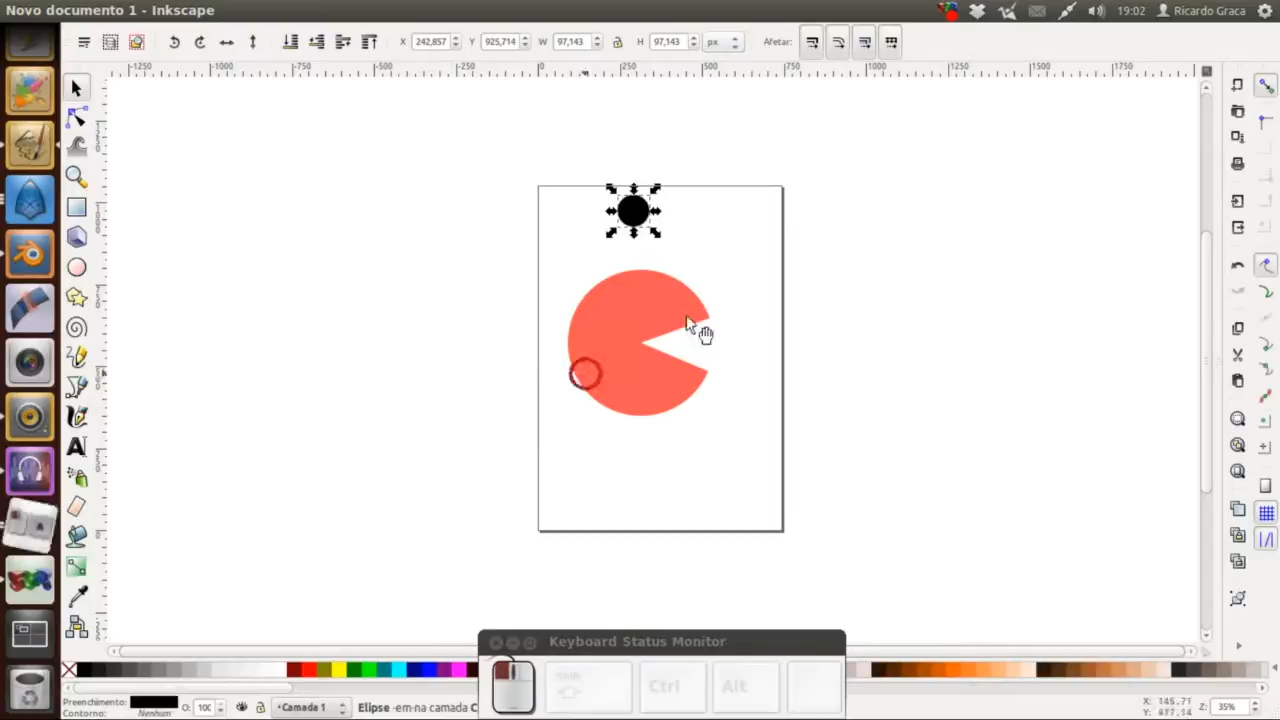 Novo documento 1 - Inkscape
19:02 Ricardo Graca
X 242,857 Y 925,714 W 97,143 H 97,143 px Afetar:
-1250 -1000 -750 -500 -250 0 250 500 750 1000 1250 1500 1750
Keyboard Status Monitor
Shift
Ctrl Alt
Preenchimento:
Contorno: Nenhum
O: 100
Camada 1
Elipse em na camada C
X: 145,71
Y: 877,14
Z: 35%